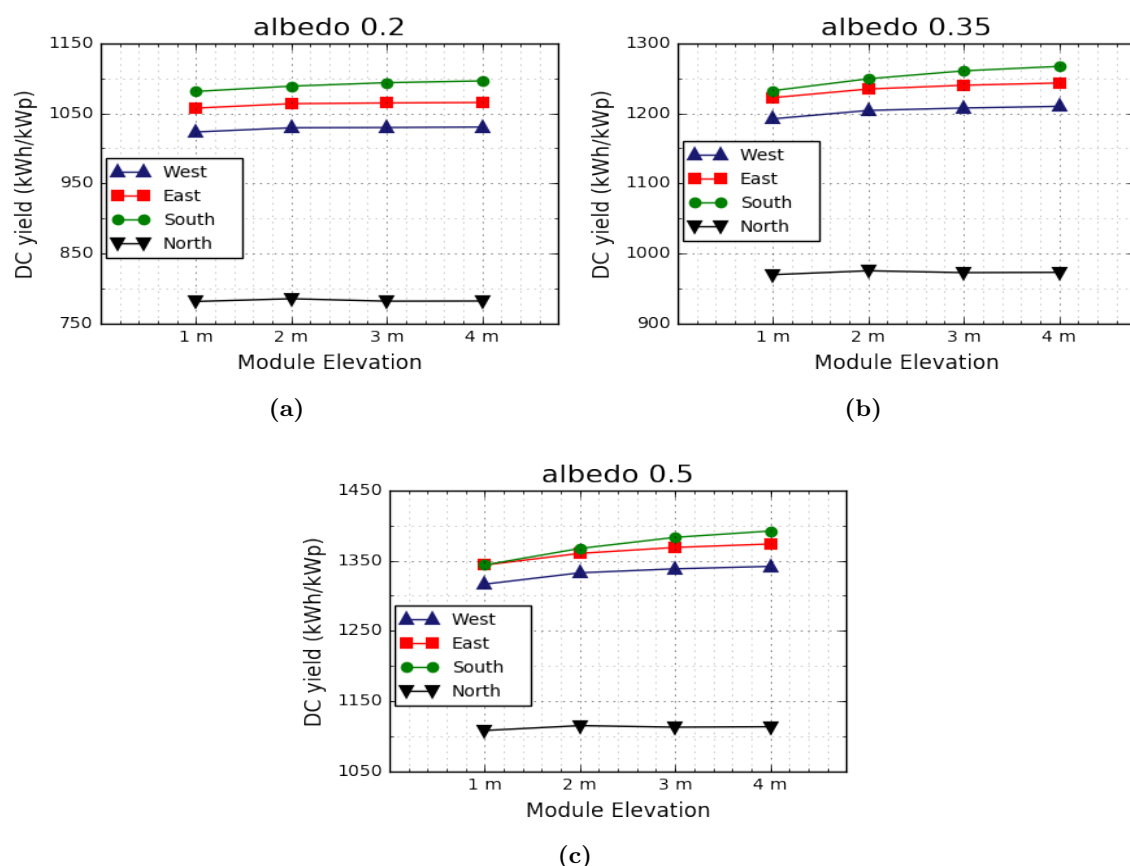 albedo 0.2
1150
1050
950
850
750
DC yield (kWh/kWp)
West
East
South
North
1 m 2 m 3 m 4 m
Module Elevation
(a)
albedo 0.35
1300
1200
1100
1000
900
DC yield (kWh/kWp)
West
East
South
North
1 m 2 m 3 m 4 m
Module Elevation
(b)
albedo 0.5
1450
1350
1250
1150
1050
DC yield (kWh/kWp)
West
East
South
North
1 m 2 m 3 m 4 m
Module Elevation
(c)